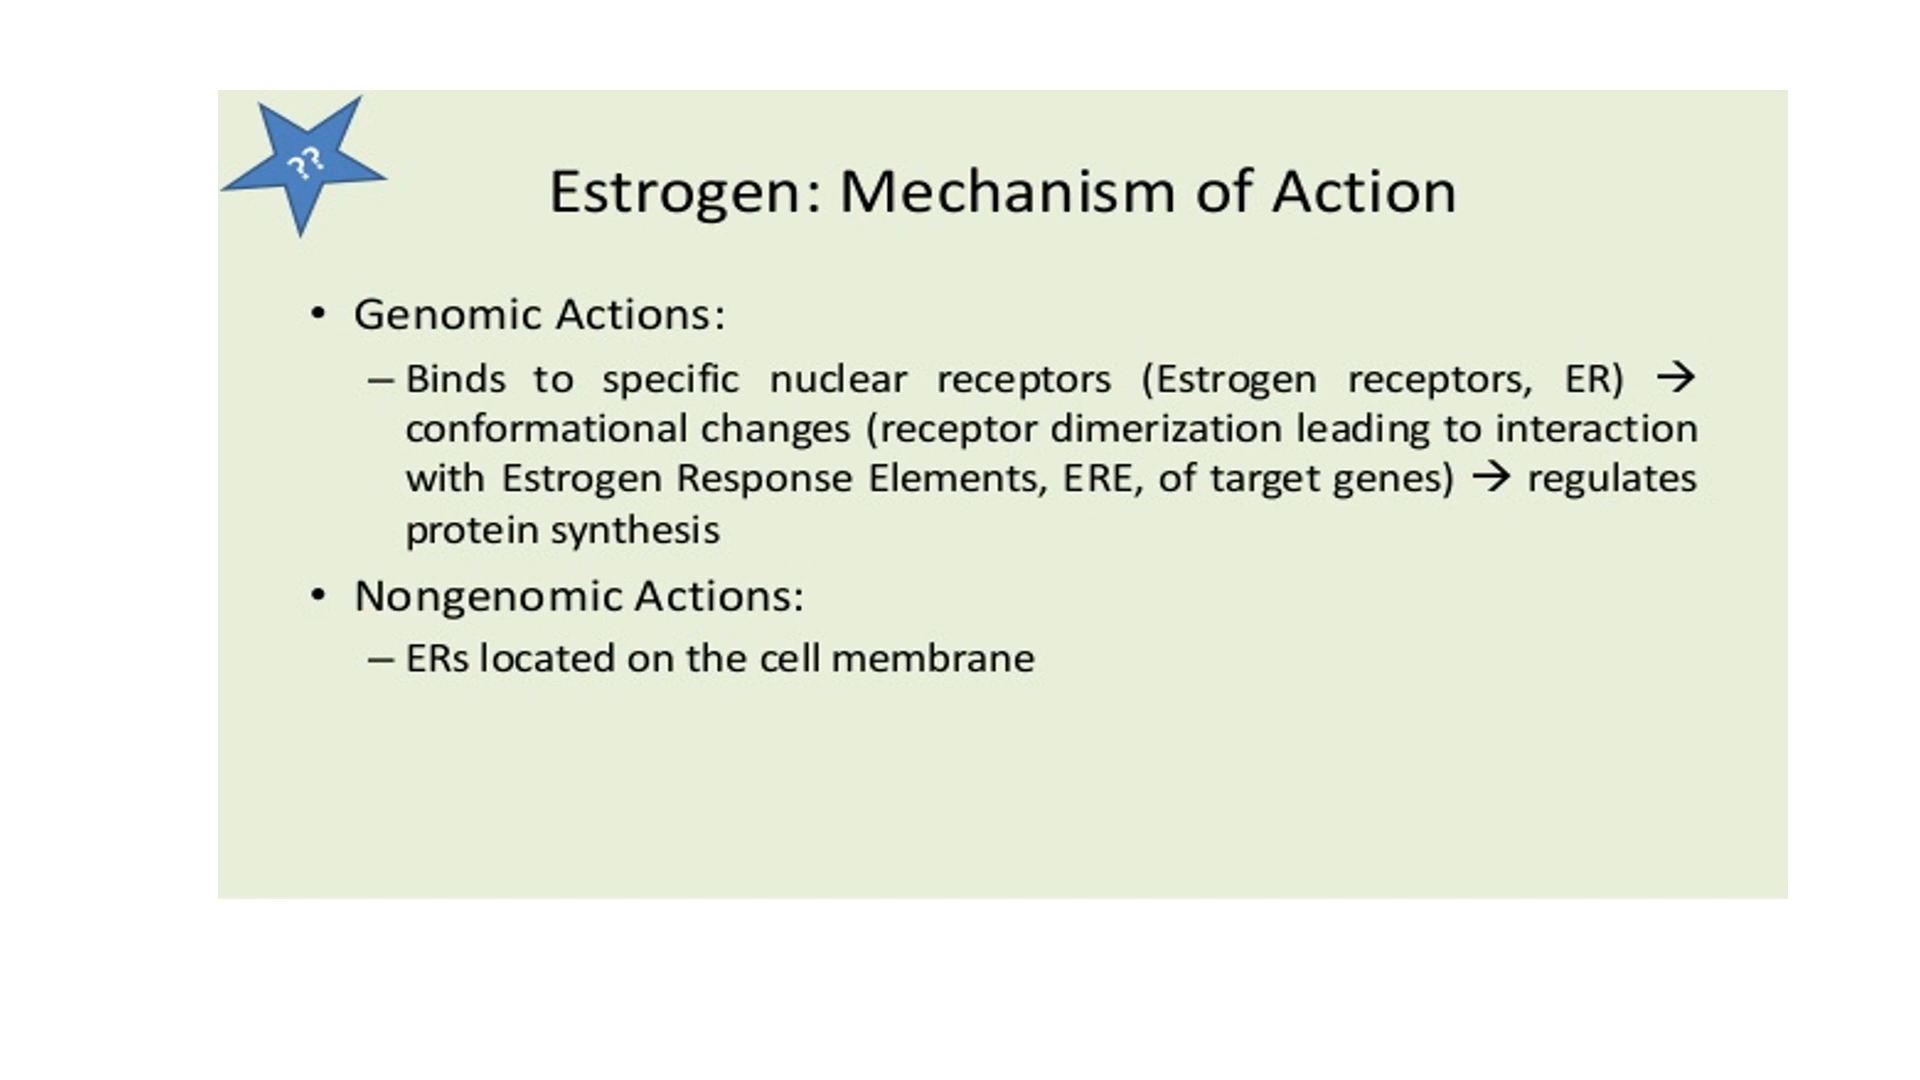 ??
Estrogen: Mechanism of Action
• Genomic Actions:
– Binds to specific nuclear receptors (Estrogen receptors, ER) →
conformational changes (receptor dimerization leading to interaction
with Estrogen Response Elements, ERE, of target genes) → regulates
protein synthesis
• Nongenomic Actions:
– ERs located on the cell membrane